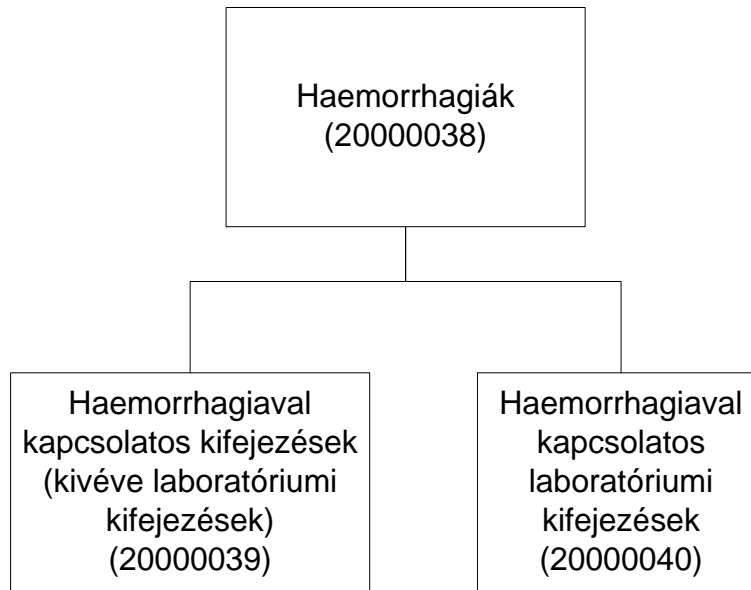 Haemorrhagiák
(20000038)
Haemorrhagiaval
kapcsolatos kifejezések
(kivéve laboratóriumi
kifejezések)
(20000039)
Haemorrhagiaval
kapcsolatos
laboratóriumi
kifejezések
(20000040)